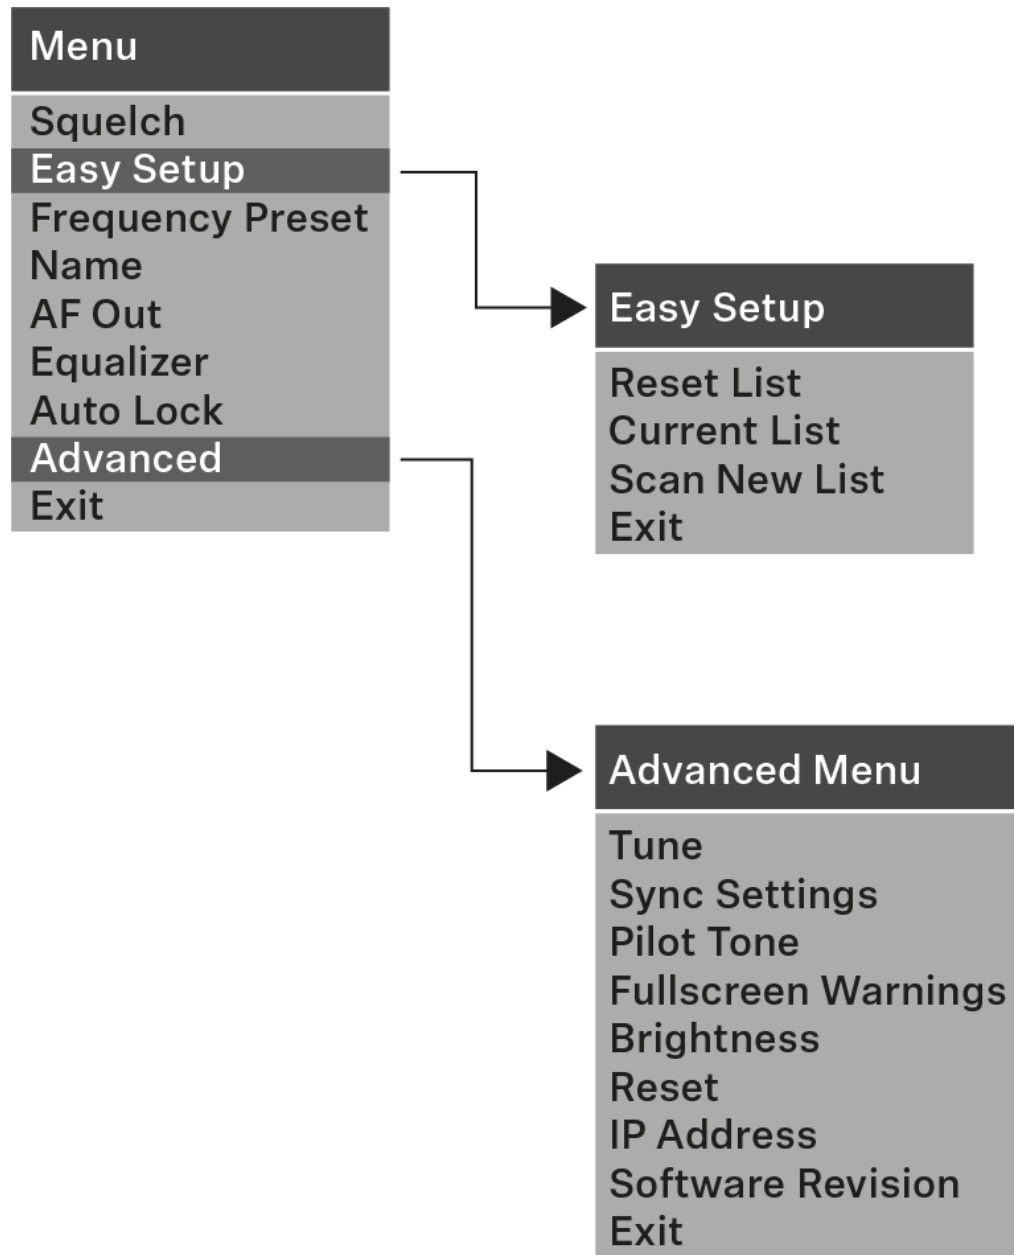 Menu
Squelch
Easy Setup
Frequency Preset
Name
AF Out
Equalizer
Auto Lock
Advanced
Exit
Easy Setup
Reset List
Current List
Scan New List
Exit
Advanced Menu
Tune
Sync Settings
Pilot Tone
Fullscreen Warnings
Brightness
Reset
IP Address
Software Revision
Exit